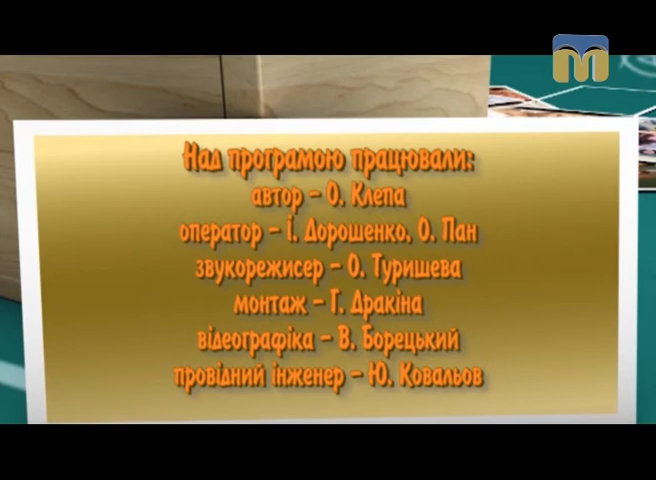 Над програмою працювали:
автор – О. Клепа
оператор – І. Дорошенко, О. Пан
звукорежисер – О. Туришева
монтаж – Г. Дракіна
відеографіка – В. Борецький
провідний інженер – Ю. Ковальов